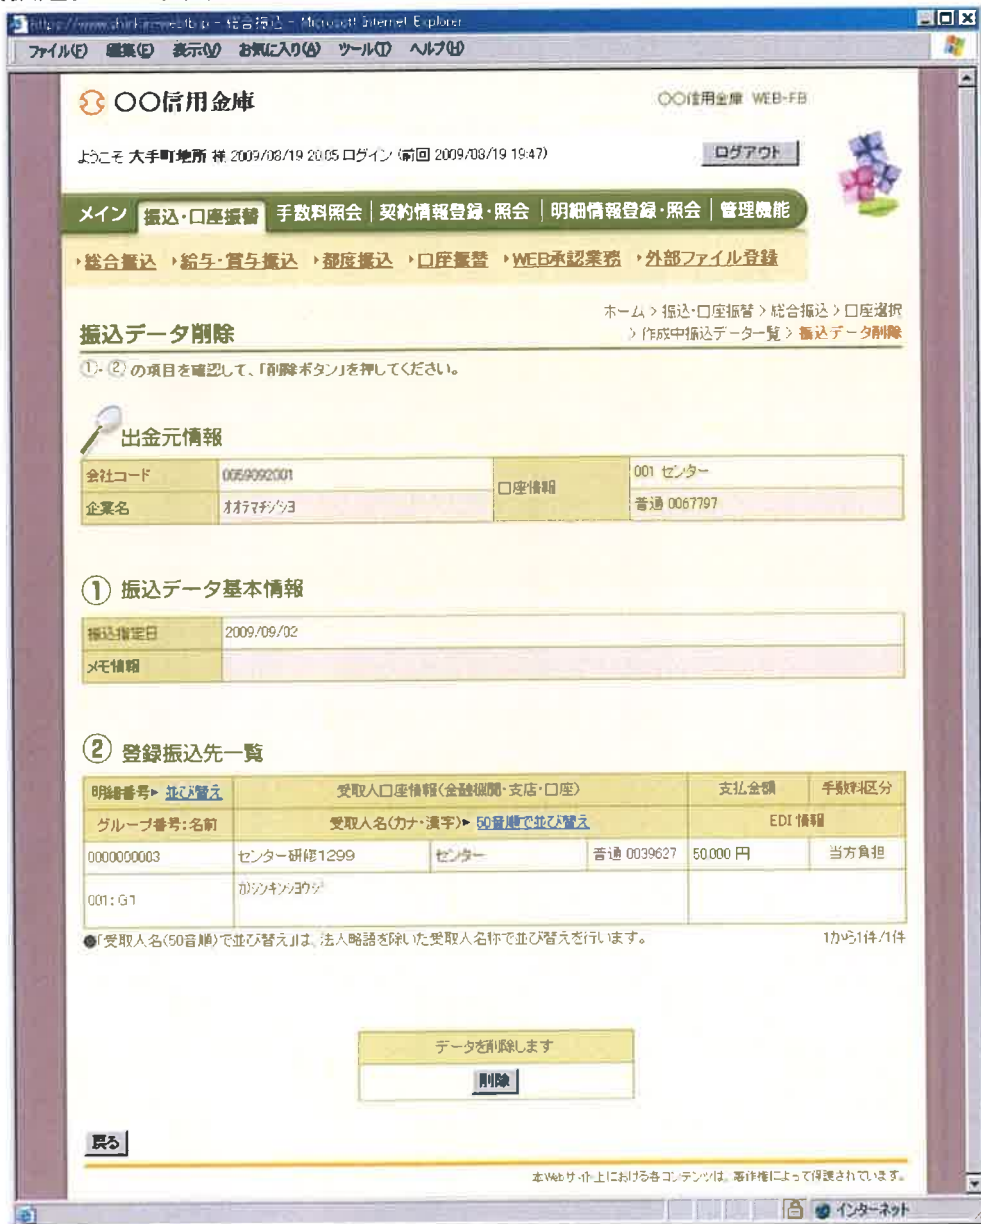 総合振込 - Microsoft Internet Explorer
ファイル(F) 編集(E) 表示(V) お気に入り(A) ツール(T) ヘルプ(H)
〇〇信用金庫 〇〇信用金庫 WEB-FB
ようこそ 大手町地所 様 2009/08/19 20:05 ログイン (前回 2009/08/19 19:47) ログアウト
メイン 振込・口座振替 手数料照会 契約情報登録・照会 明細情報登録・照会 管理機能
総合振込 給与・賞与振込 都度振込 口座振替 WEB承認業務 外部ファイル登録
ホーム > 振込・口座振替 > 総合振込 > 口座選択
振込データ削除 > 作成中振込データ一覧 > 振込データ削除
①-②の項目を確認して、「削除ボタン」を押してください。
出金元情報
会社コード 0059092001 口座情報 001 センター
企業名 オオテマチジシヨ 普通 0067797
① 振込データ基本情報
振込指定日 2009/09/02
メモ情報
② 登録振込先一覧
明細番号▶ 並び替え 受取人口座情報(金融機関・支店・口座) 支払金額 手数料区分
グループ番号:名前 受取人名(カナ・漢字)▶ 50音順で並び替え EDI情報
0000000003 センター研修1299 センター 普通 0039627 50,000 円 当方負担
001:G1 カ)シンキンシヨウジ
●「受取人名(50音順)で並び替え」は、法人略語を除いた受取人名称で並び替えを行います。 1から1件/1件
データを削除します
削除
戻る
本Webサイト上における各コンテンツは、著作権によって保護されています。
インターネット